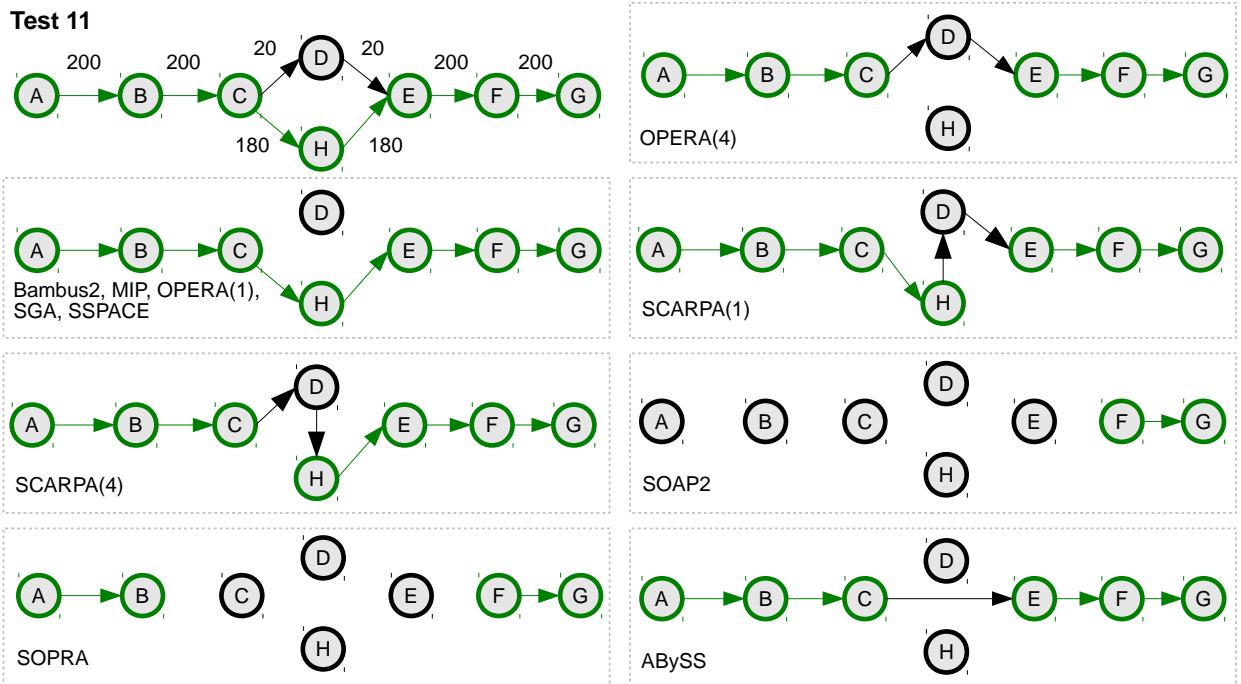 Test 11
200 200 20 20 200 200
D
A B C E F G
H
180 180
D
A B C E F G
H
OPERA(4)
D
A B C E F G
H
Bambus2, MIP, OPERA(1),
SGA, SSPACE
D
A B C E F G
H
SCARPA(1)
D
A B C E F G
H
SCARPA(4)
D
A B C E F G
H
SOAP2
D
A B C E F G
H
SOPRA
D
A B C E F G
H
ABySS